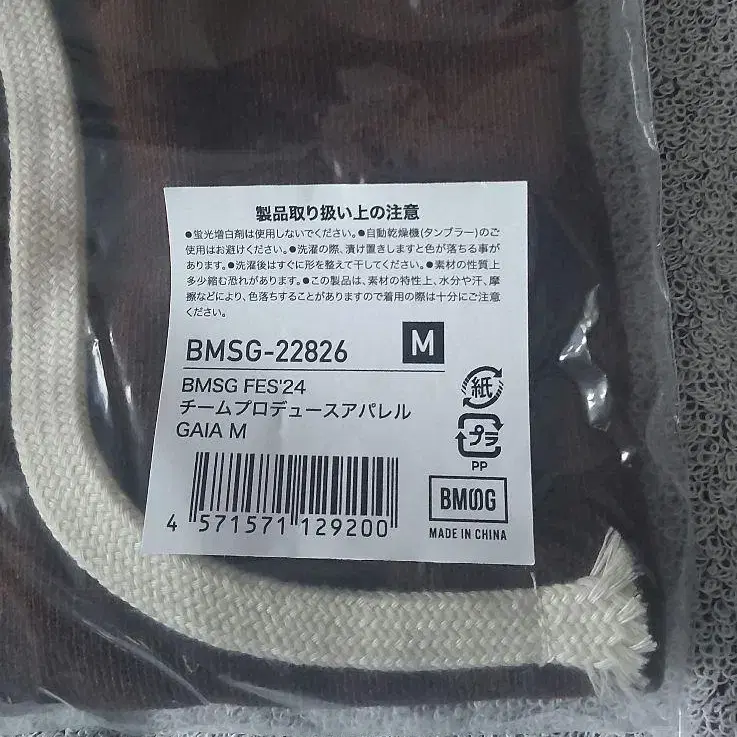 製品取り扱い上の注意
●蛍光増白剤は使用しないでください。●自動乾燥機(タンブラー)のご
使用はお避けください。●洗濯の際、漬け置きしますと色が落ちる事が
あります。●洗濯後はすぐに形を整えて干してください。●素材の性質上
多少縮む恐れがあります。●この製品は、素材の特性上、水分や汗、摩
擦などにより、色落ちすることがありますので着用の際は十分にご注意
ください。
BMSG-22826 M
BMSG FES'24
チームプロデュースアパレル
GAIA M
紙
プラ
PP
4 571571 129200
BMSG
MADE IN CHINA